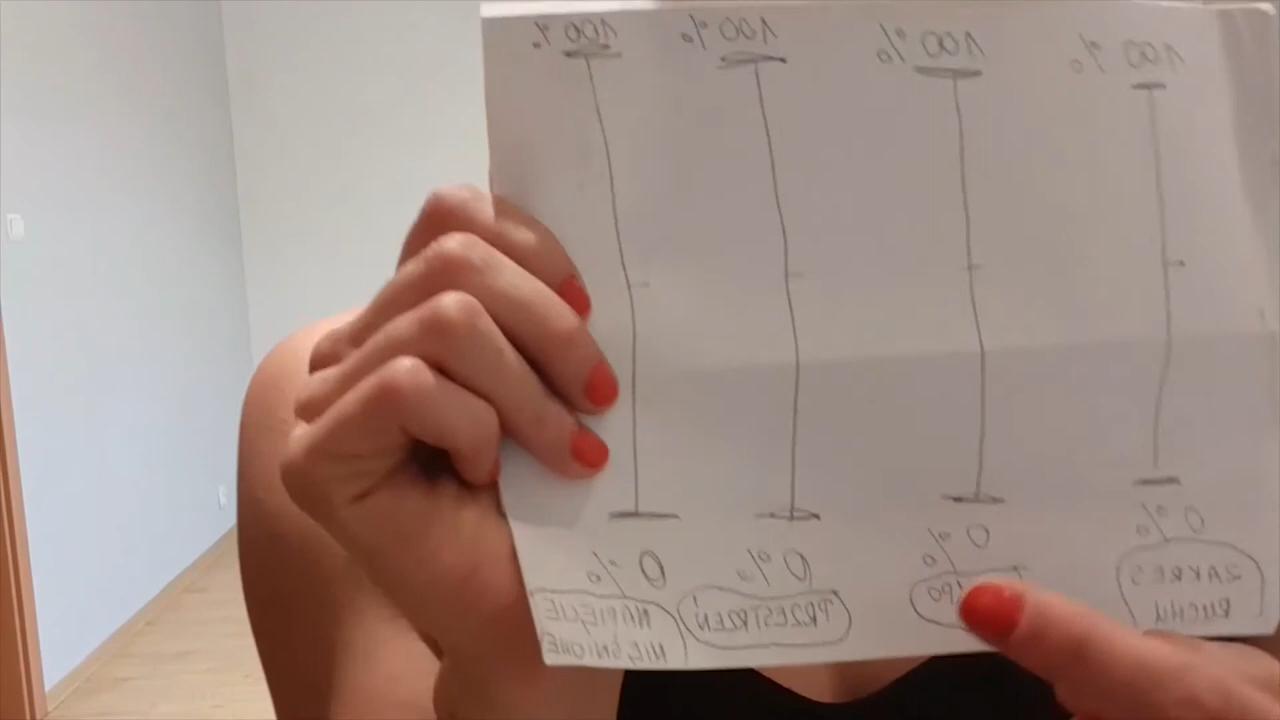 100% 100% 100% 100%
0% 0% 0% 0%
ZAKRES
RUCHU
PRZESTRZEŃ
NAPIĘCIE
MIĘŚNIOWE